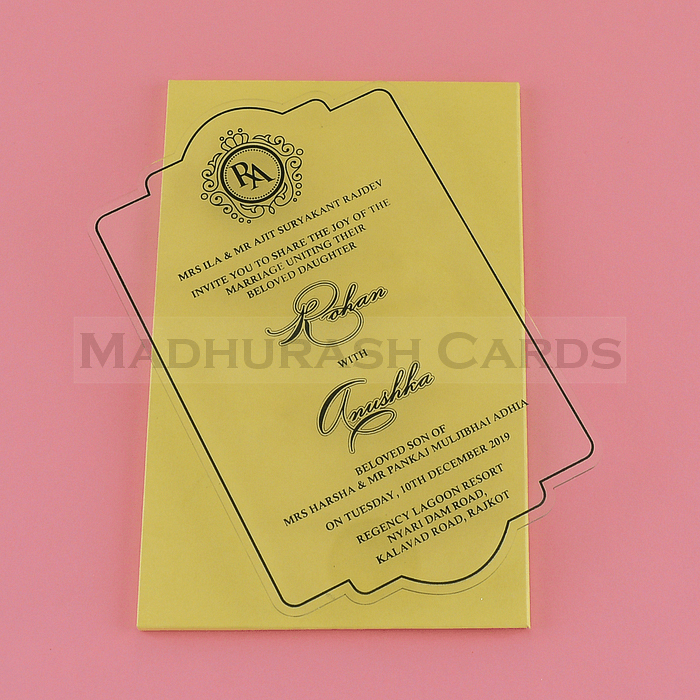 RA
MRS ILA & MR AJIT SURYAKANT RAJDEV
INVITE YOU TO SHARE THE JOY OF THE
MARRIAGE UNITING THEIR
BELOVED DAUGHTER
Rohan
WITH
Anushka
BELOVED SON OF
MRS HARSHA & MR PANKAJ MULJIBHAI ADHIA
ON TUESDAY, 10TH DECEMBER 2019
REGENCY LAGOON RESORT
NYARI DAM ROAD,
KALAVAD ROAD, RAJKOT
MADHURASH CARDS